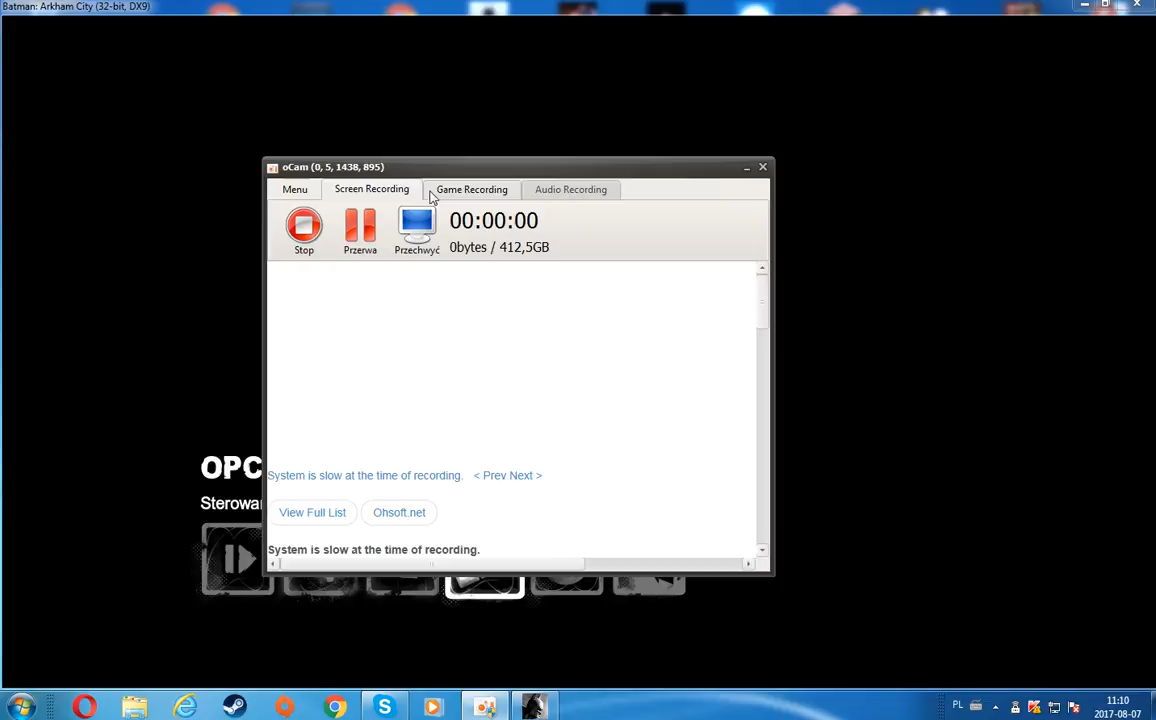 Batman: Arkham City (32-bit, DX9)
oCam (0, 5, 1438, 895)
Menu Screen Recording Game Recording Audio Recording
00:00:00
0bytes / 412,5GB
Stop Przerwa Przechwyć
System is slow at the time of recording. < Prev Next >
View Full List Ohsoft.net
System is slow at the time of recording.
OPC
Sterowa
PL
11:10
2017-08-07